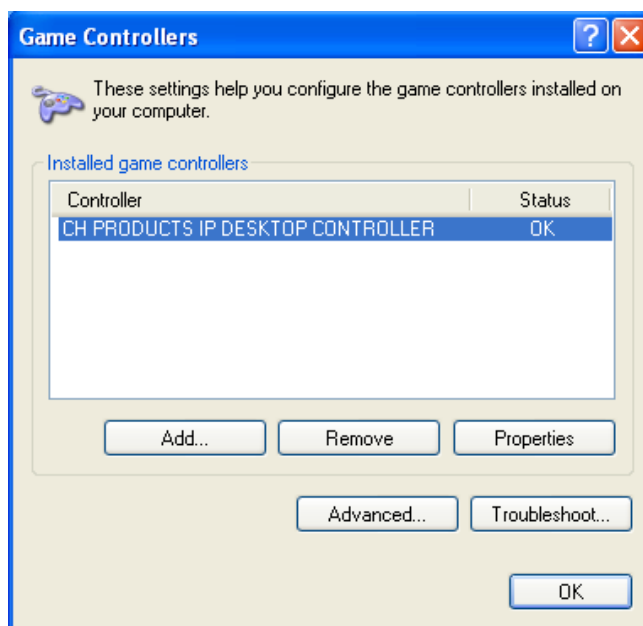 Game Controllers
?
These settings help you configure the game controllers installed on
your computer.
Installed game controllers
Controller Status
CH PRODUCTS IP DESKTOP CONTROLLER OK
Add... Remove Properties
Advanced... Troubleshoot...
OK